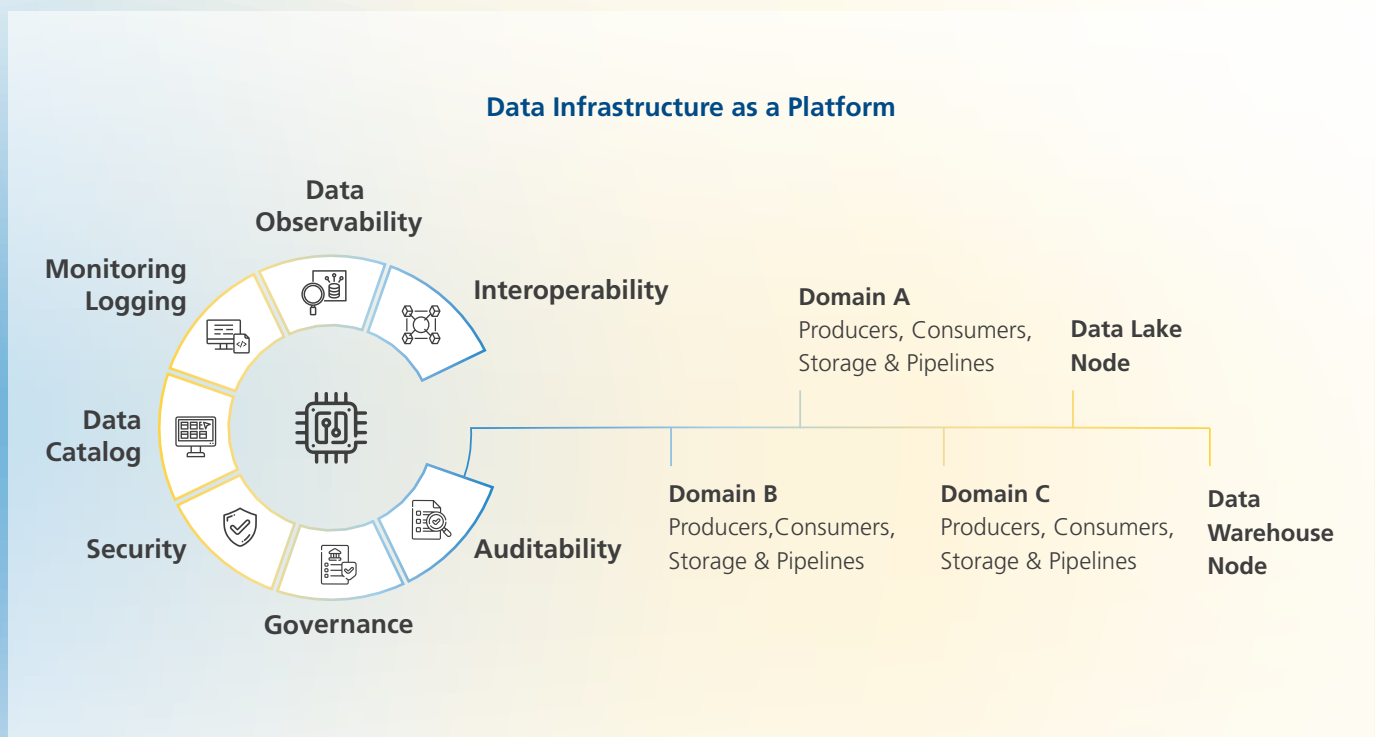 Data Infrastructure as a Platform
Data
Observability
Monitoring
Logging
Interoperability
Data
Catalog
Security
Governance
Auditability
Domain A
Producers, Consumers,
Storage & Pipelines
Data Lake
Node
Domain B
Producers,Consumers,
Storage & Pipelines
Domain C
Producers, Consumers,
Storage & Pipelines
Data
Warehouse
Node